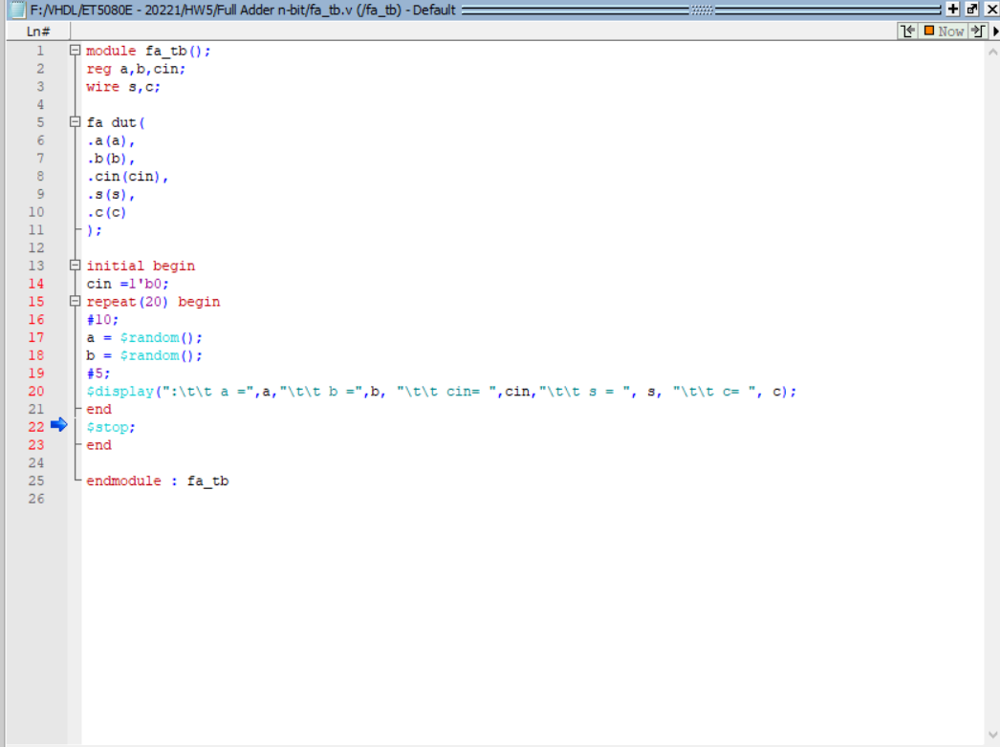 F:/VHDL/ET5080E - 20221/HW5/Full Adder n-bit/fa_tb.v (/fa_tb) - Default
Ln#
Now
1 module fa_tb();
2 reg a,b,cin;
3 wire s,c;
4
5 fa dut(
6 .a(a),
7 .b(b),
8 .cin(cin),
9 .s(s),
10 .c(c)
11 );
12
13 initial begin
14 cin =1'b0;
15 repeat(20) begin
16 #10;
17 a = $random();
18 b = $random();
19 #5;
20 $display(":\t\t a =",a,"\t\t b =",b, "\t\t cin= ",cin,"\t\t s = ", s, "\t\t c= ", c);
21 end
22 $stop;
23 end
24
25 endmodule : fa_tb
26